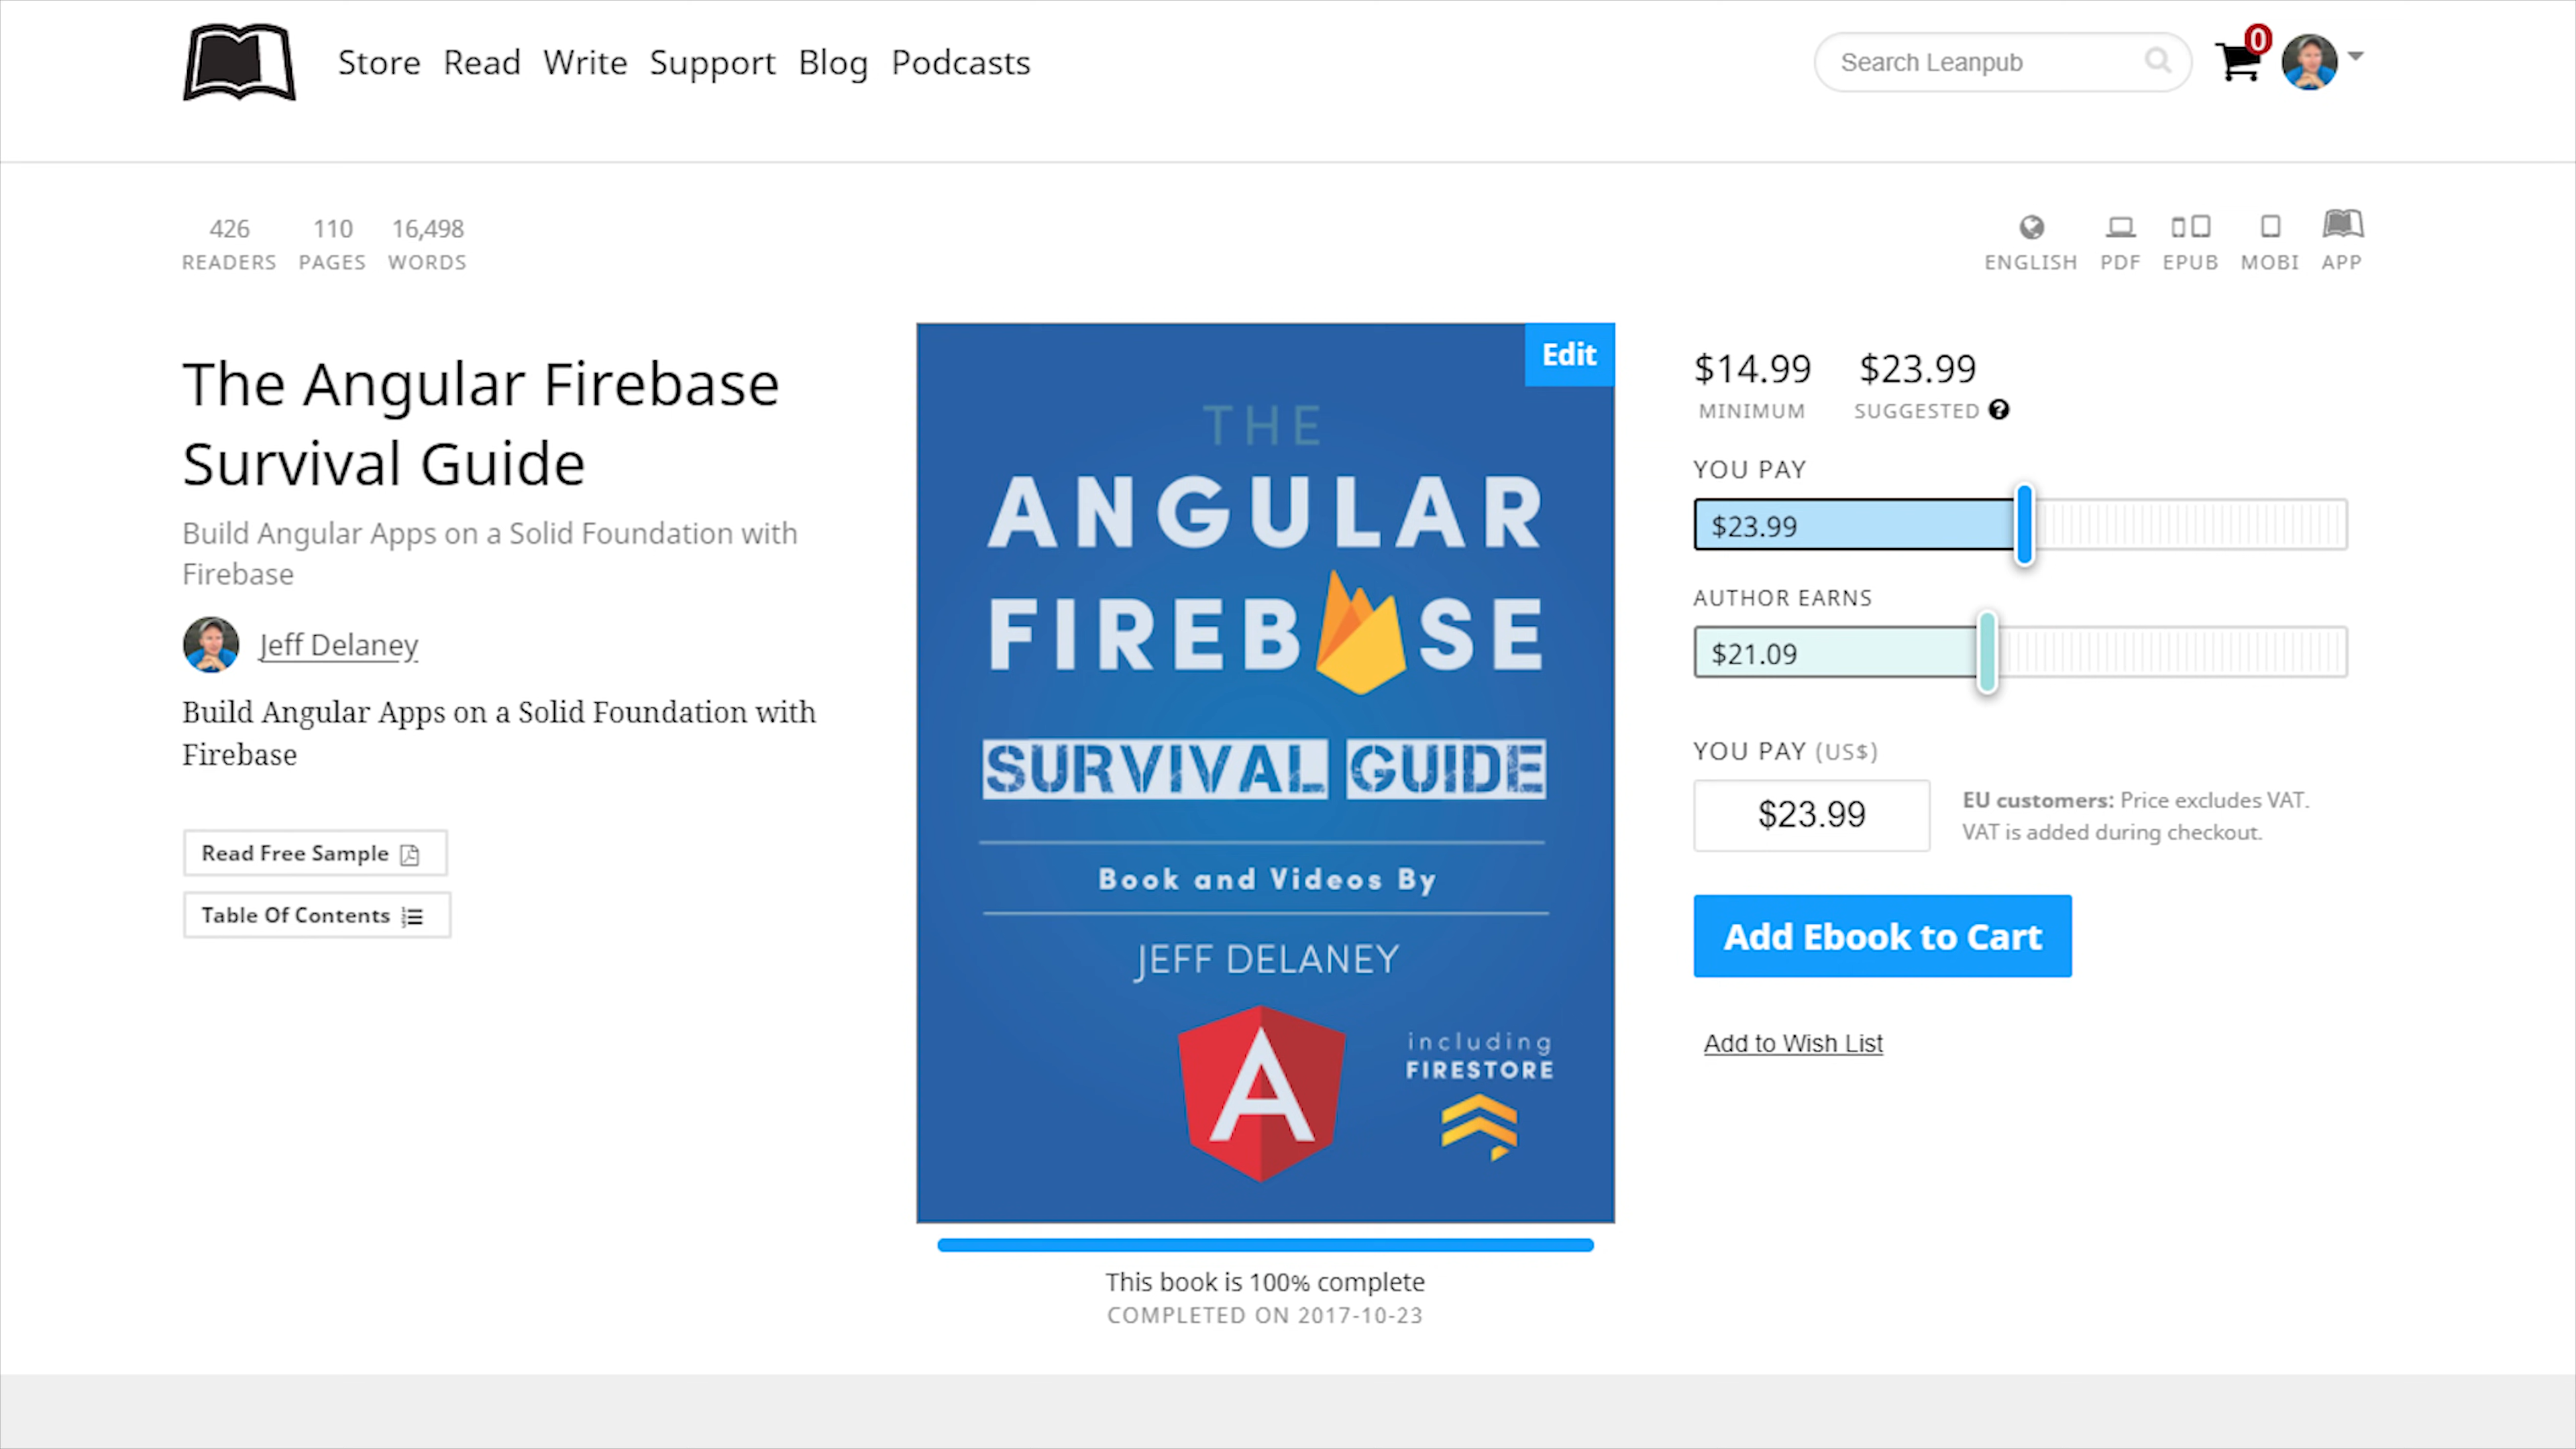 Store Read Write Support Blog Podcasts
Search Leanpub
0
426 110 16,498
READERS PAGES WORDS
ENGLISH PDF EPUB MOBI APP
The Angular Firebase
Survival Guide
Build Angular Apps on a Solid Foundation with
Firebase
Jeff Delaney
Build Angular Apps on a Solid Foundation with
Firebase
Read Free Sample
Table Of Contents
Edit
THE
ANGULAR
FIREBASE
SURVIVAL GUIDE
Book and Videos By
JEFF DELANEY
A
including
FIRESTORE
This book is 100% complete
COMPLETED ON 2017-10-23
$14.99 $23.99
MINIMUM SUGGESTED ?
YOU PAY
$23.99
AUTHOR EARNS
$21.09
YOU PAY (US$)
$23.99
EU customers: Price excludes VAT.
VAT is added during checkout.
Add Ebook to Cart
Add to Wish List